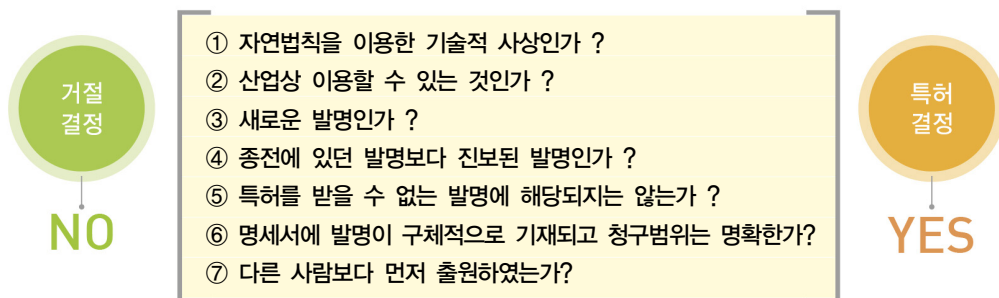 거절
결정
NO
① 자연법칙을 이용한 기술적 사상인가 ?
② 산업상 이용할 수 있는 것인가 ?
③ 새로운 발명인가 ?
④ 종전에 있던 발명보다 진보된 발명인가 ?
⑤ 특허를 받을 수 없는 발명에 해당되지는 않는가 ?
⑥ 명세서에 발명이 구체적으로 기재되고 청구범위는 명확한가?
⑦ 다른 사람보다 먼저 출원하였는가?
특허
결정
YES